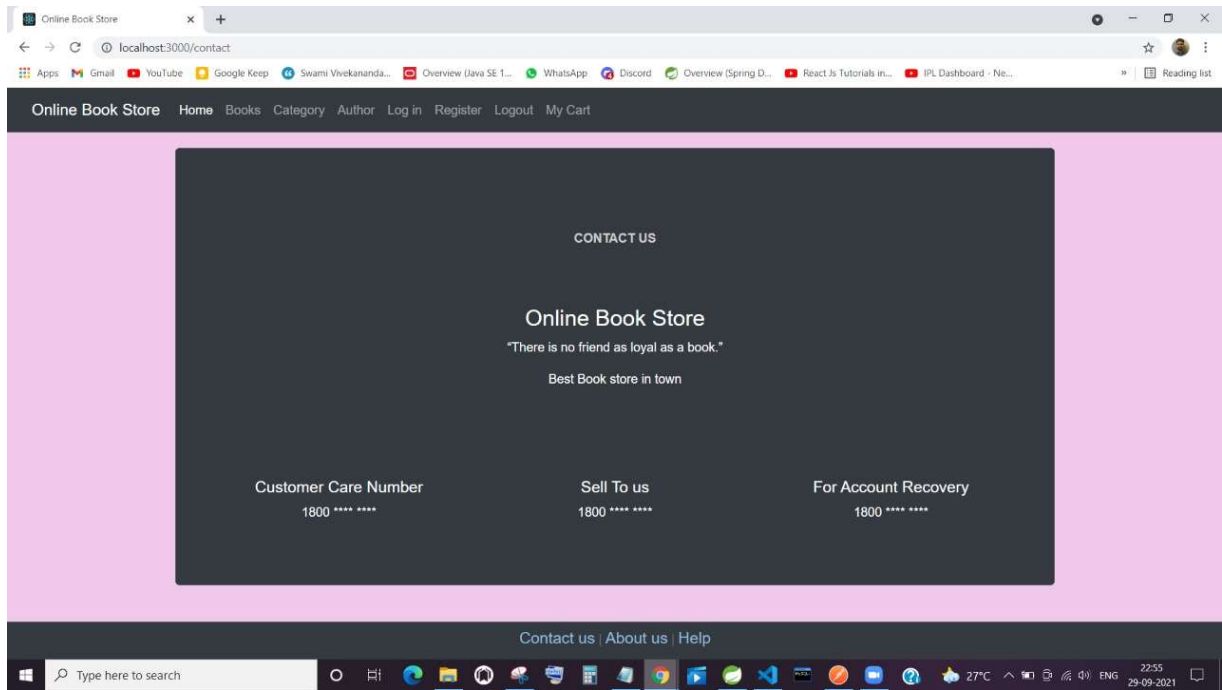 Online Book Store
localhost:3000/contact
Apps Gmail YouTube Google Keep Swami Vivekananda... Overview (Java SE 1... WhatsApp Discord Overview (Spring D... React Js Tutorials in... IPL Dashboard - Ne... » Reading list
Online Book Store Home Books Category Author Log in Register Logout My Cart
CONTACT US
Online Book Store
“There is no friend as loyal as a book.”
Best Book store in town
Customer Care Number Sell To us For Account Recovery
1800 **** **** 1800 **** **** 1800 **** ****
Contact us | About us | Help
Type here to search 27°C ENG 22:55
29-09-2021